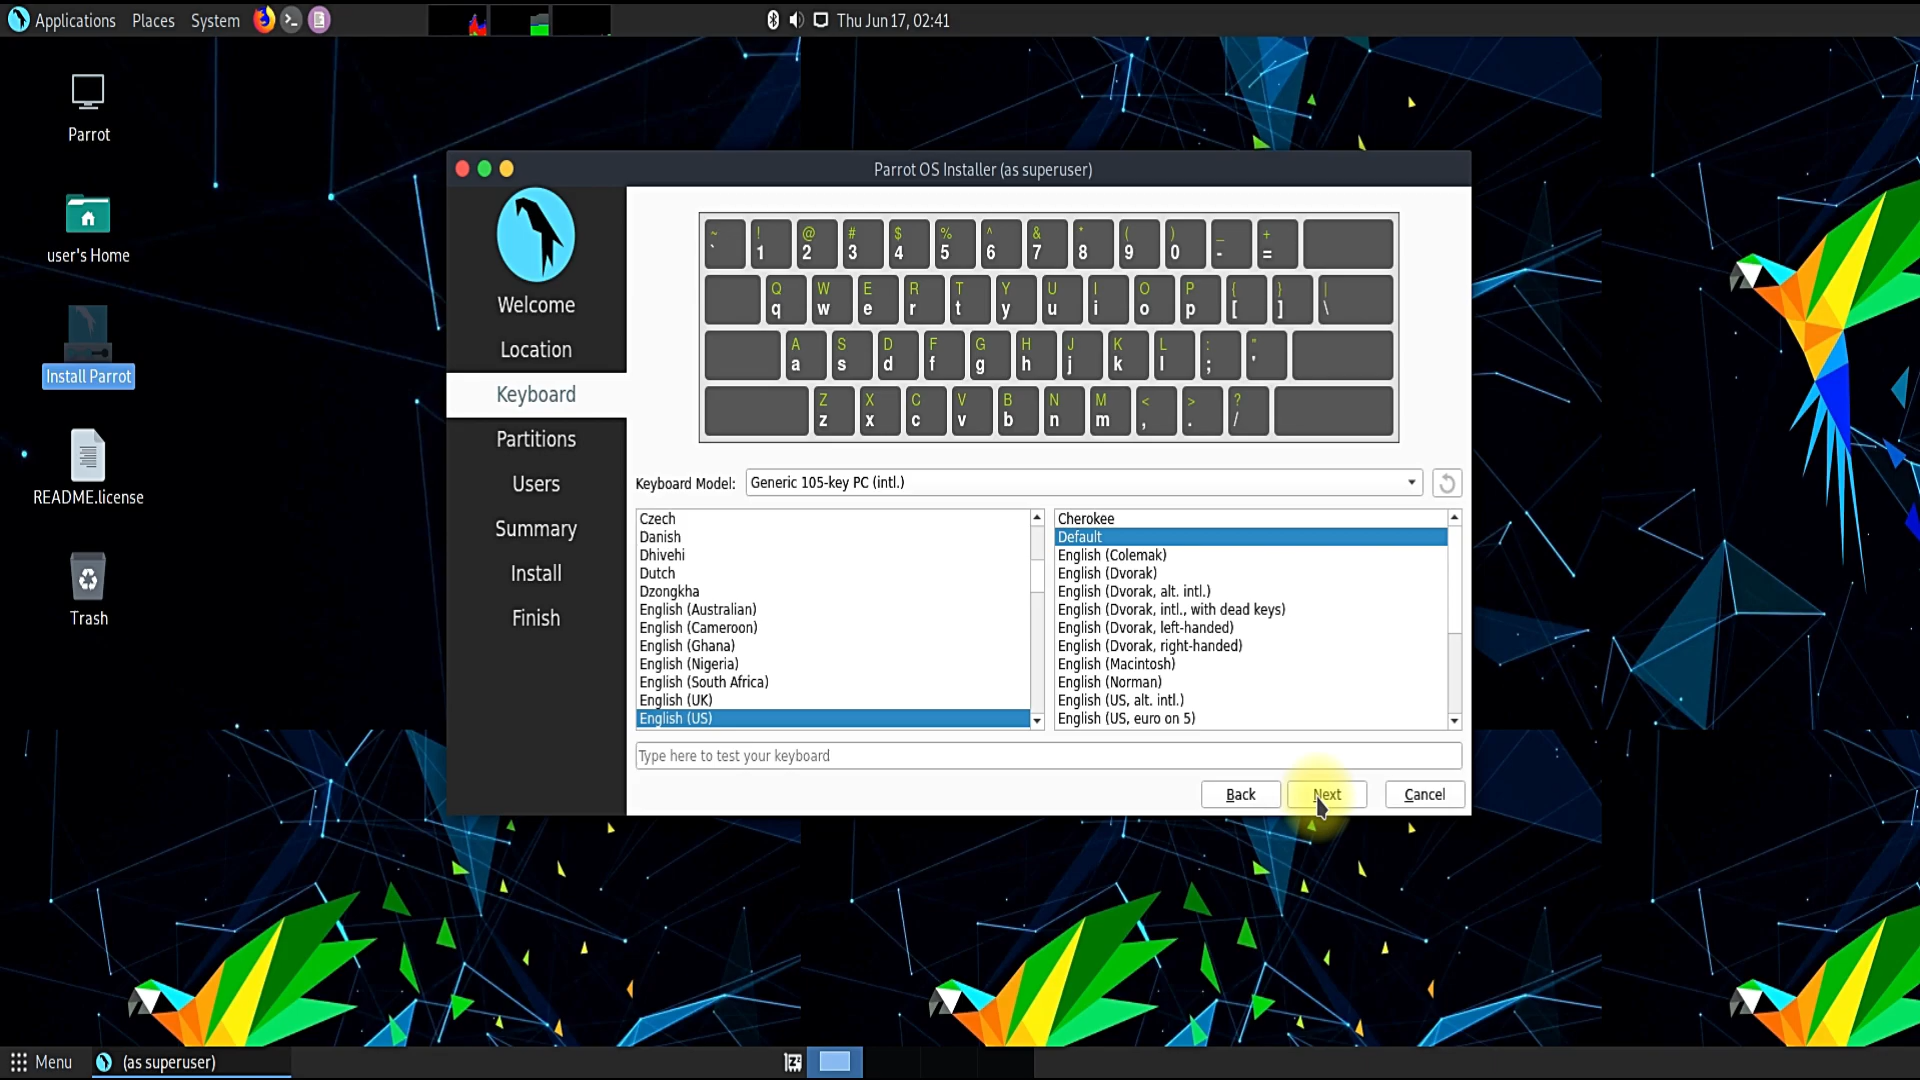 Applications Places System Thu Jun 17, 02:41
Parrot
user's Home
Install Parrot
README.license
Trash
Parrot OS Installer (as superuser)
Welcome
Location
Keyboard
Partitions
Users
Summary
Install
Finish
~ ! @ # $ % ^ & * ( ) _ +
` 1 2 3 4 5 6 7 8 9 0 - =
Q W E R T Y U I O P { } |
q w e r t y u i o p [ ] \
A S D F G H J K L : "
a s d f g h j k l ; '
Z X C V B N M < > ?
z x c v b n m , . /
Keyboard Model: Generic 105-key PC (intl.)
Czech
Danish
Dhivehi
Dutch
Dzongkha
English (Australian)
English (Cameroon)
English (Ghana)
English (Nigeria)
English (South Africa)
English (UK)
English (US)
Cherokee
Default
English (Colemak)
English (Dvorak)
English (Dvorak, alt. intl.)
English (Dvorak, intl., with dead keys)
English (Dvorak, left-handed)
English (Dvorak, right-handed)
English (Macintosh)
English (Norman)
English (US, alt. intl.)
English (US, euro on 5)
Type here to test your keyboard
Back Next Cancel
Menu (as superuser)